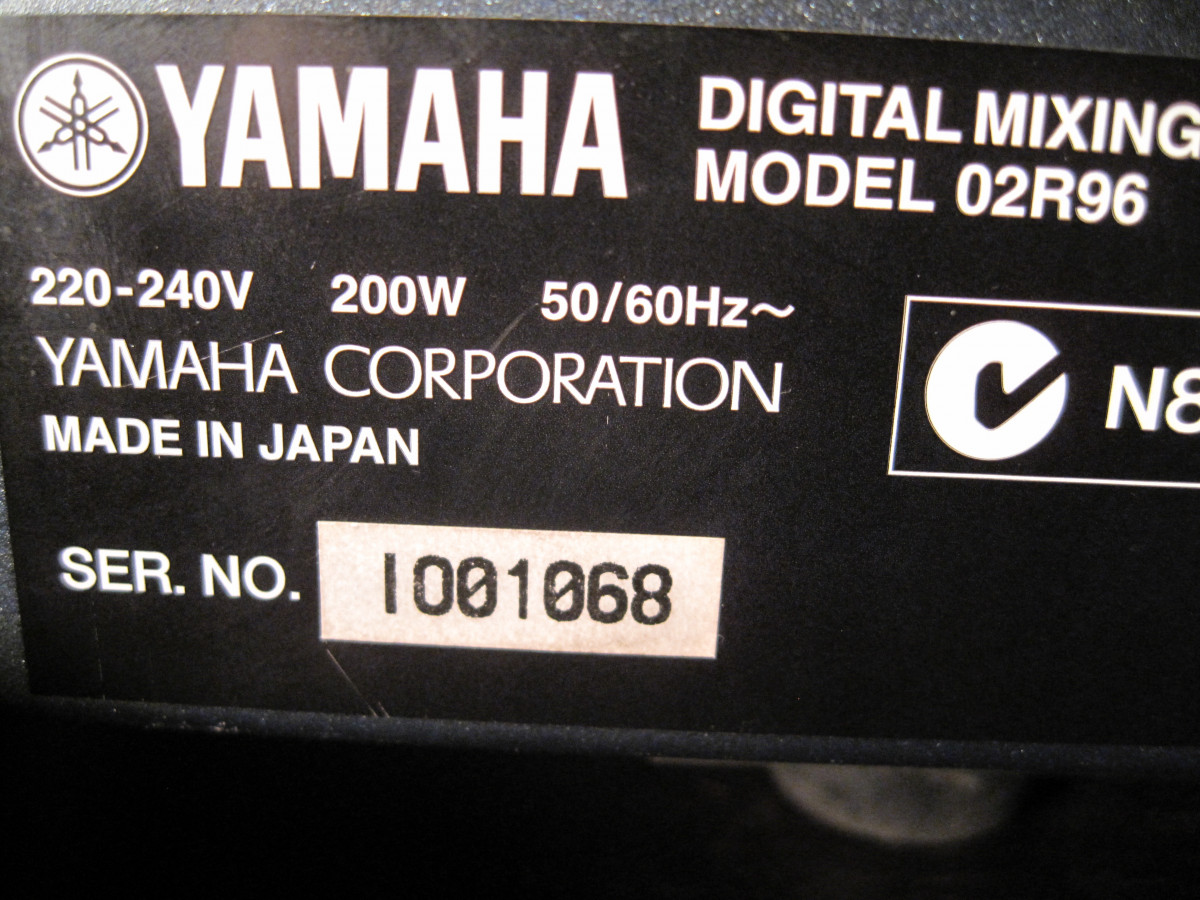 YAMAHA
DIGITAL MIXING
MODEL 02R96
220-240V 200W 50/60Hz~
YAMAHA CORPORATION
MADE IN JAPAN
SER. NO. I001068